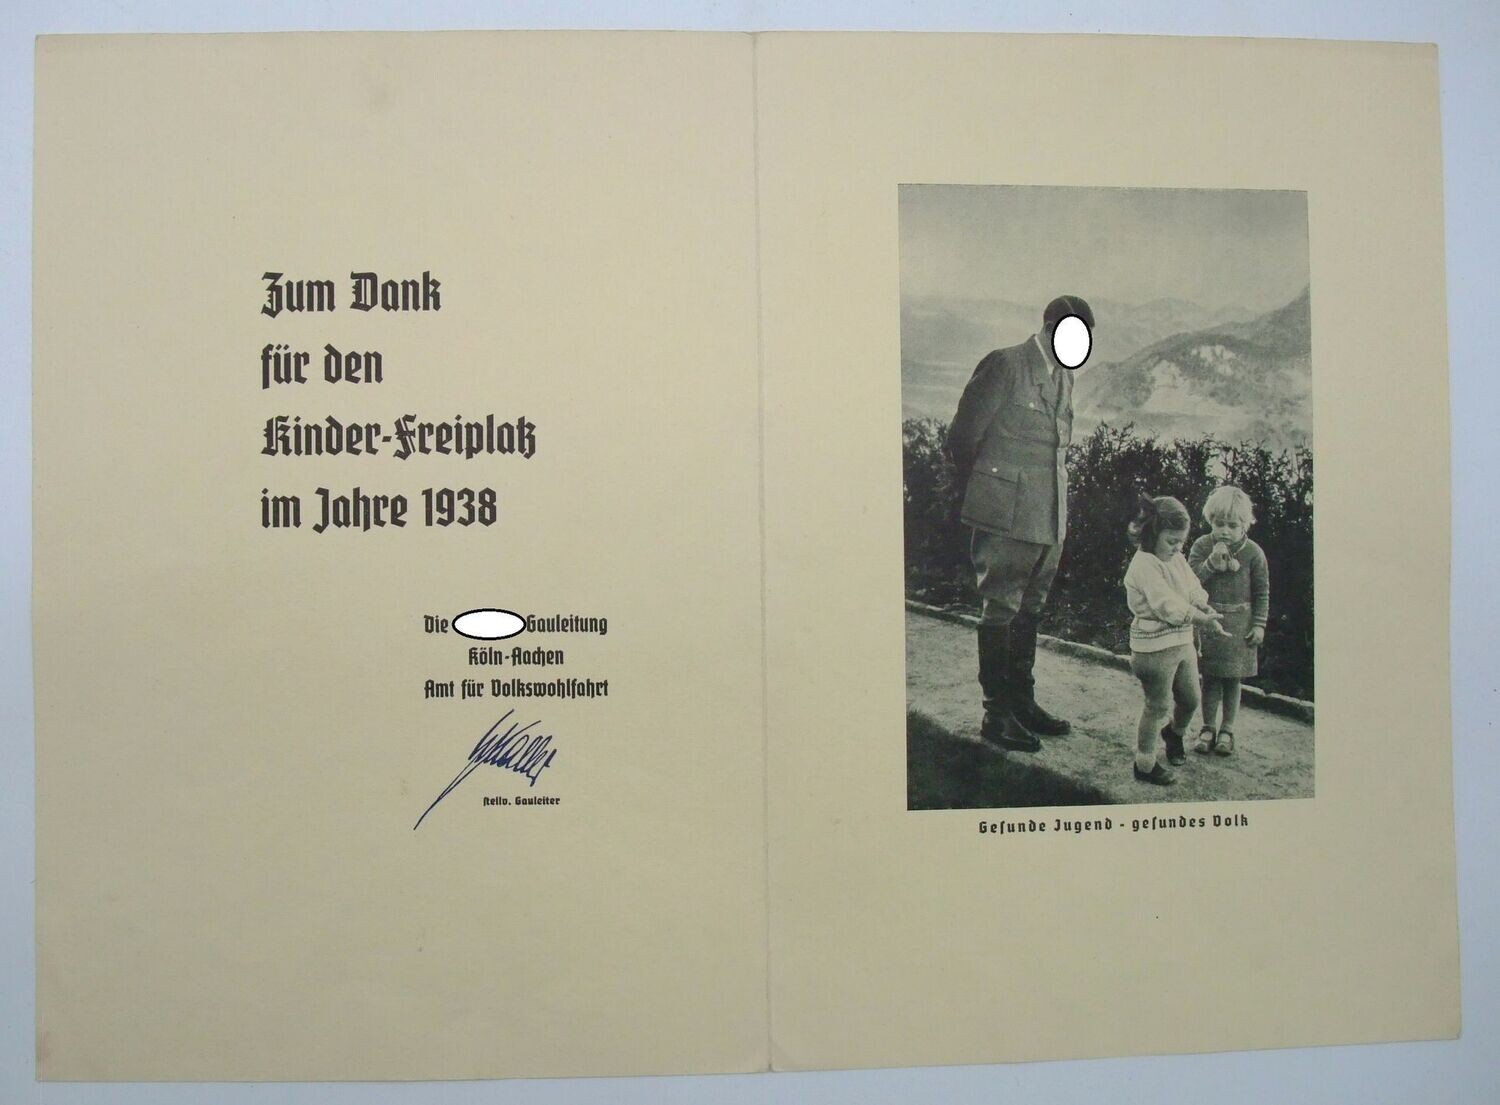 Zum Dank
für den
Kinder-Freiplatz
im Jahre 1938
Die Gauleitung
Köln-Aachen
Amt für Volkswohlfahrt
stellv. Gauleiter
Gesunde Jugend - gesundes Volk